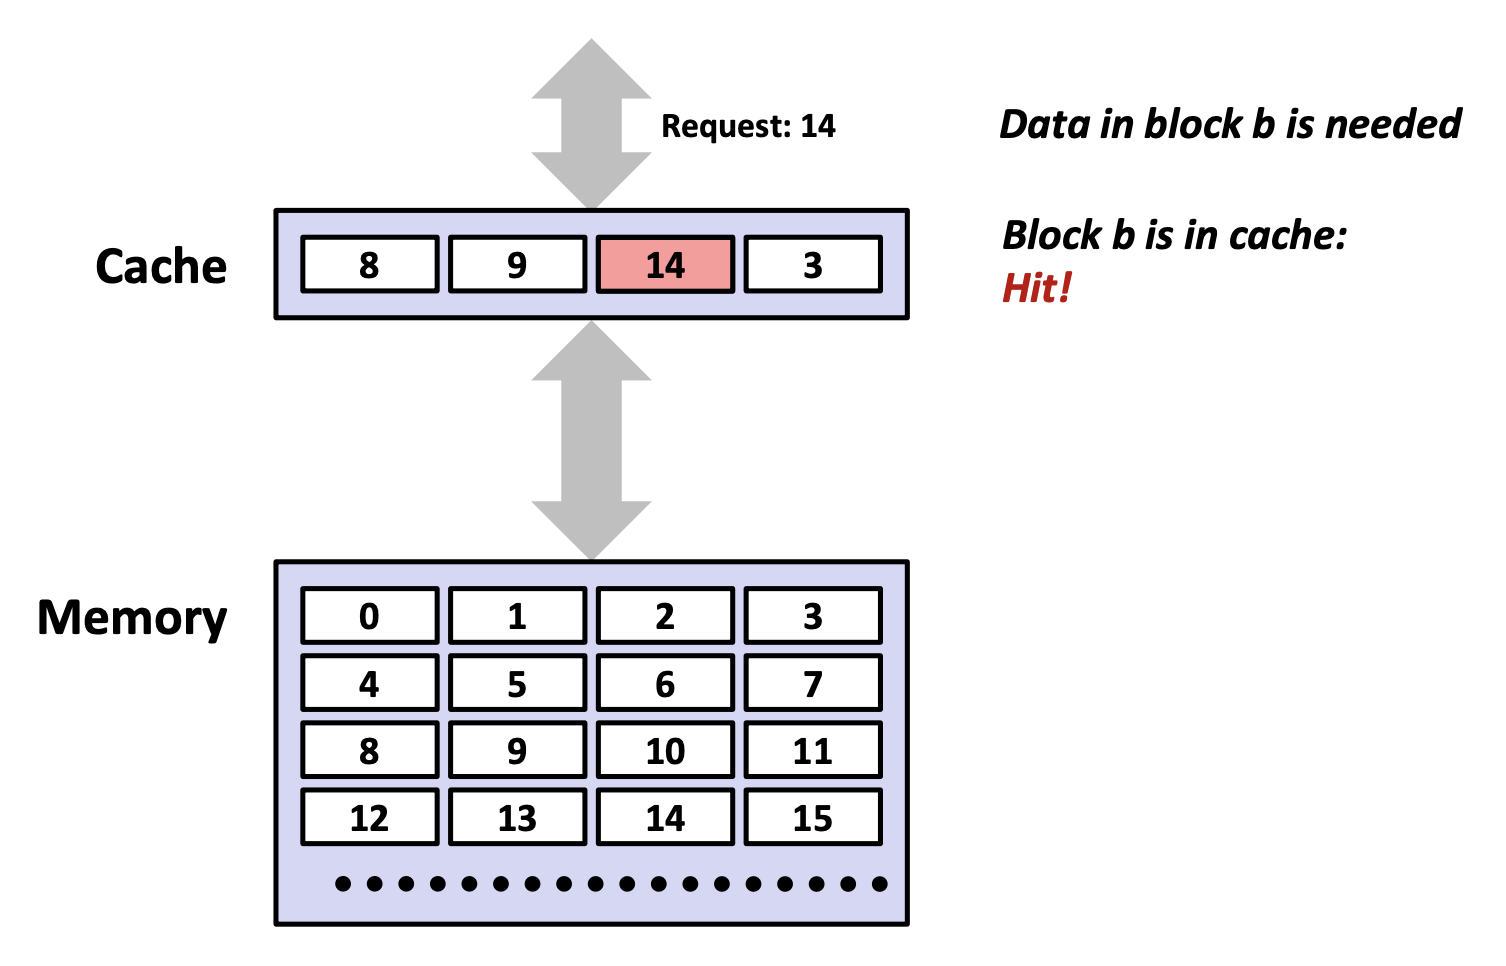 Request: 14
Data in block b is needed
Cache
8 9 14 3
Block b is in cache:
Hit!
Memory
0 1 2 3
4 5 6 7
8 9 10 11
12 13 14 15